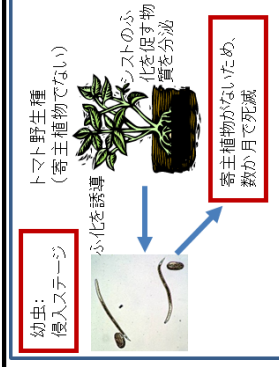 トマト野生種
（寄主植物でない）
シストのふ
化を促す物
質を分泌
ふ化を誘導
幼虫:
侵入ステージ
寄主植物がないため、
数か月で死滅